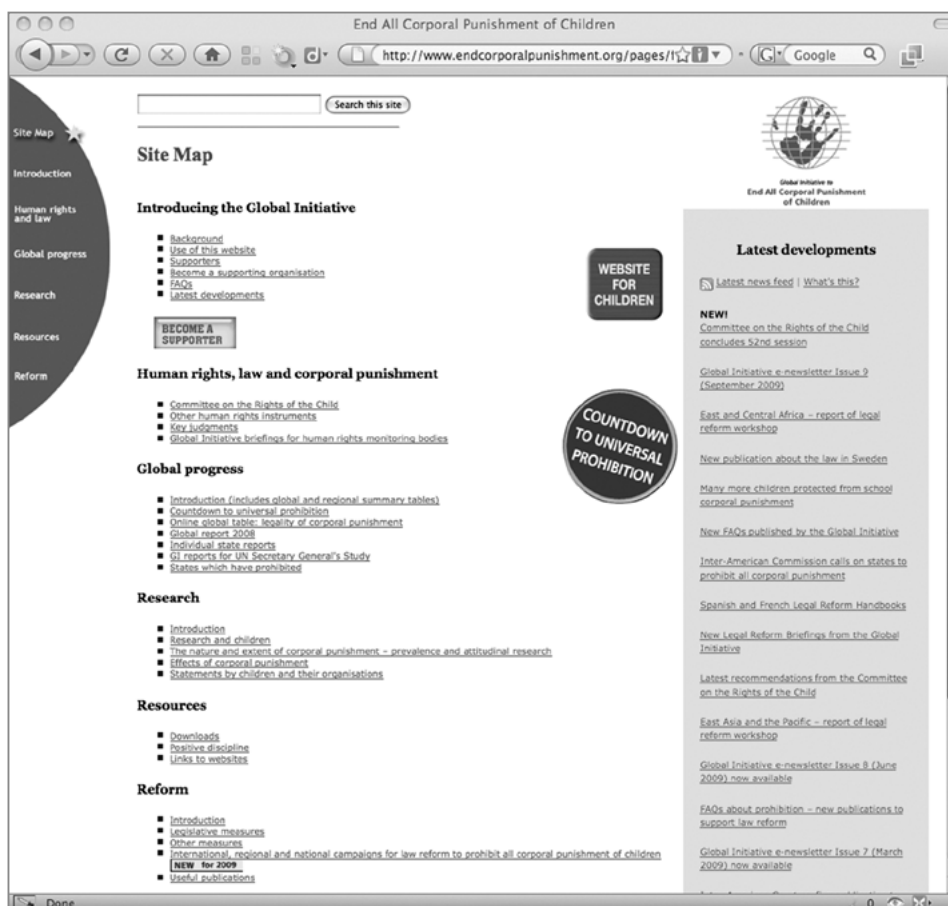 End All Corporal Punishment of Children
http://www.endcorporalpunishment.org/pages/f
Google
Search this site
Site Map
Introduction
Human rights
and law
Global progress
Research
Resources
Reform
Site Map
Introducing the Global Initiative
Background
Use of this website
Supporters
Become a supporting organisation
FAQs
Latest developments
BECOME A
SUPPORTER
WEBSITE
FOR
CHILDREN
Human rights, law and corporal punishment
Committee on the Rights of the Child
Other human rights instruments
Key judgments
Global Initiative briefings for human rights monitoring bodies
COUNTDOWN
TO UNIVERSAL
PROHIBITION
Global progress
Introduction (includes global and regional summary tables)
Countdown to universal prohibition
Online global table: legality of corporal punishment
Global report 2008
Individual state reports
GI reports for UN Secretary General's Study
States which have prohibited
Research
Introduction
Research and children
The nature and extent of corporal punishment – prevalence and attitudinal research
Effects of corporal punishment
Statements by children and their organisations
Resources
Downloads
Positive discipline
Links to websites
Reform
Introduction
Legislative measures
Other measures
International, regional and national campaigns for law reform to prohibit all corporal punishment of children
NEW for 2009
Useful publications
Global Initiative to
End All Corporal Punishment
of Children
Latest developments
Latest news feed | What's this?
NEW!
Committee on the Rights of the Child
concludes 52nd session
Global Initiative e-newsletter Issue 9
(September 2009)
East and Central Africa – report of legal
reform workshop
New publication about the law in Sweden
Many more children protected from school
corporal punishment
New FAQs published by the Global Initiative
Inter-American Commission calls on states to
prohibit all corporal punishment
Spanish and French Legal Reform Handbooks
New Legal Reform Briefings from the Global
Initiative
Latest recommendations from the Committee
on the Rights of the Child
East Asia and the Pacific – report of legal
reform workshop
Global Initiative e-newsletter Issue 8 (June
2009) now available
FAQs about prohibition – new publications to
support law reform
Global Initiative e-newsletter Issue 7 (March
2009) now available
Done
0